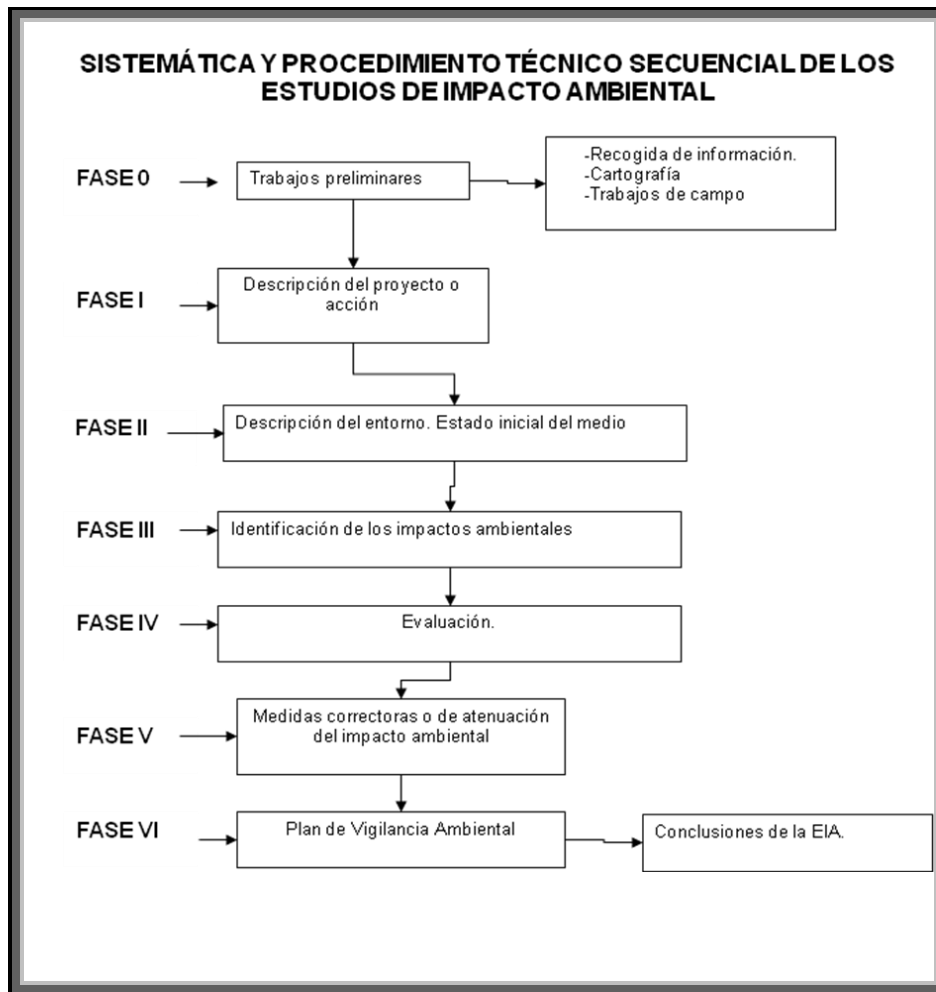 SISTEMÁTICA Y PROCEDIMIENTO TÉCNICO SECUENCIAL DE LOS
ESTUDIOS DE IMPACTO AMBIENTAL
FASE 0
Trabajos preliminares
-Recogida de información.
-Cartografía
-Trabajos de campo
FASE I
Descripción del proyecto o
acción
FASE II
Descripción del entorno. Estado inicial del medio
FASE III
Identificación de los impactos ambientales
FASE IV
Evaluación.
FASE V
Medidas correctoras o de atenuación
del impacto ambiental
FASE VI
Plan de Vigilancia Ambiental
Conclusiones de la EIA.